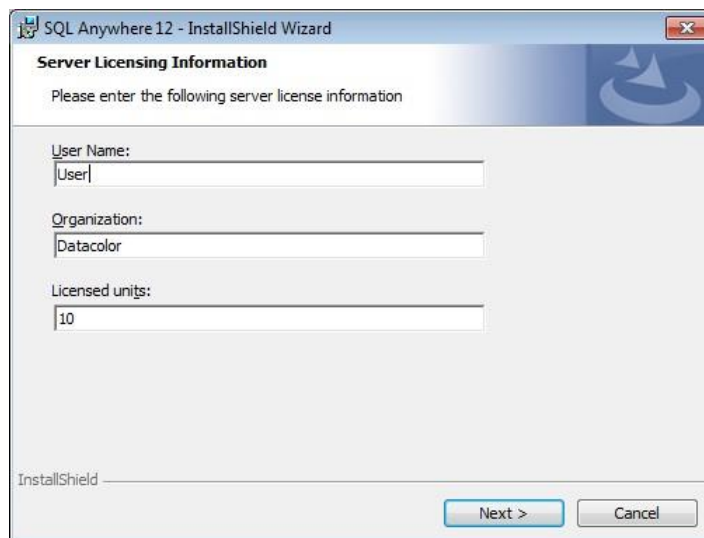 SQL Anywhere 12 - InstallShield Wizard
Server Licensing Information
Please enter the following server license information
User Name:
User
Organization:
Datacolor
Licensed units:
10
InstallShield
Next >
Cancel